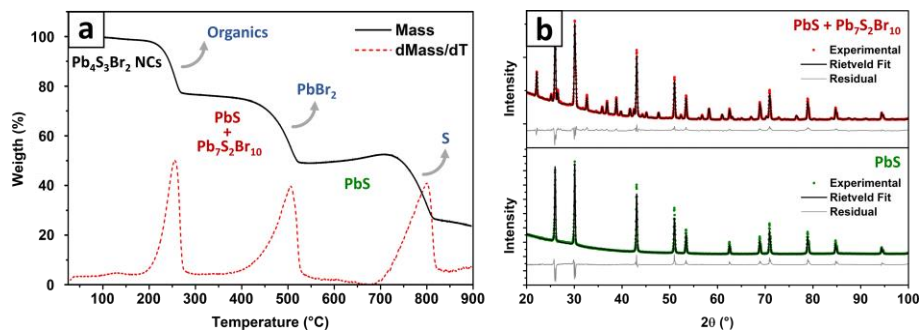 a
Pb₄S₃Br₂ NCs
Organics
PbBr₂
S
Mass
dMass/dT
PbS
+
Pb₇S₂Br₁₀
PbS
Weigth (%)
100
80
60
40
20
0
100 200 300 400 500 600 700 800 900
Temperature (°C)
b
PbS + Pb₇S₂Br₁₀
Experimental
Rietveld Fit
Residual
Intensity
PbS
Experimental
Rietveld Fit
Residual
Intensity
20 30 40 50 60 70 80 90 100
2θ (°)